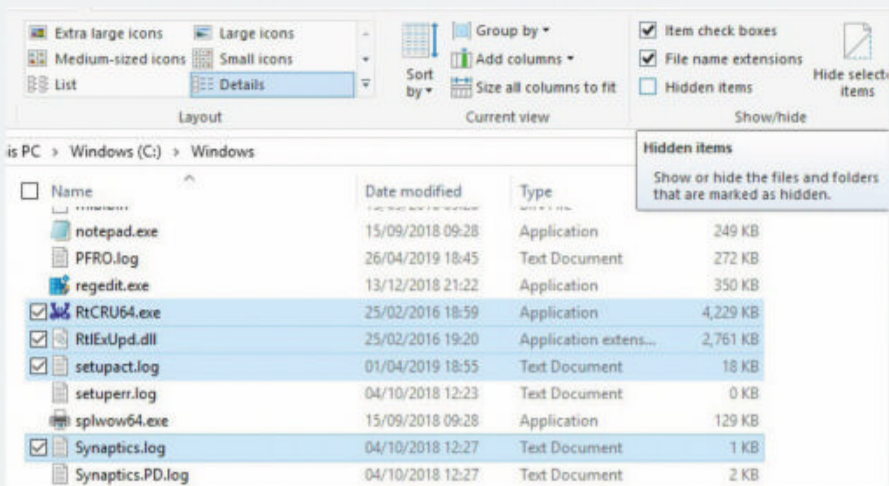 Extra large icons Large icons
Medium-sized icons Small icons
List Details
Layout
Sort by
Group by
Add columns
Size all columns to fit
Current view
Item check boxes
File name extensions
Hidden items
Hide selecte
items
Show/hide
is PC > Windows (C:) > Windows
Hidden items
Show or hide the files and folders
that are marked as hidden.
Name Date modified Type
notepad.exe 15/09/2018 09:28 Application 249 KB
PFRO.log 26/04/2019 18:45 Text Document 272 KB
regedit.exe 13/12/2018 21:22 Application 350 KB
RtCRU64.exe 25/02/2016 18:59 Application 4,229 KB
RtlExUpd.dll 25/02/2016 19:20 Application extens... 2,761 KB
setupact.log 01/04/2019 18:55 Text Document 18 KB
setuperr.log 04/10/2018 12:23 Text Document 0 KB
splwow64.exe 15/09/2018 09:28 Application 129 KB
Synaptics.log 04/10/2018 12:27 Text Document 1 KB
Synaptics.PD.log 04/10/2018 12:27 Text Document 2 KB